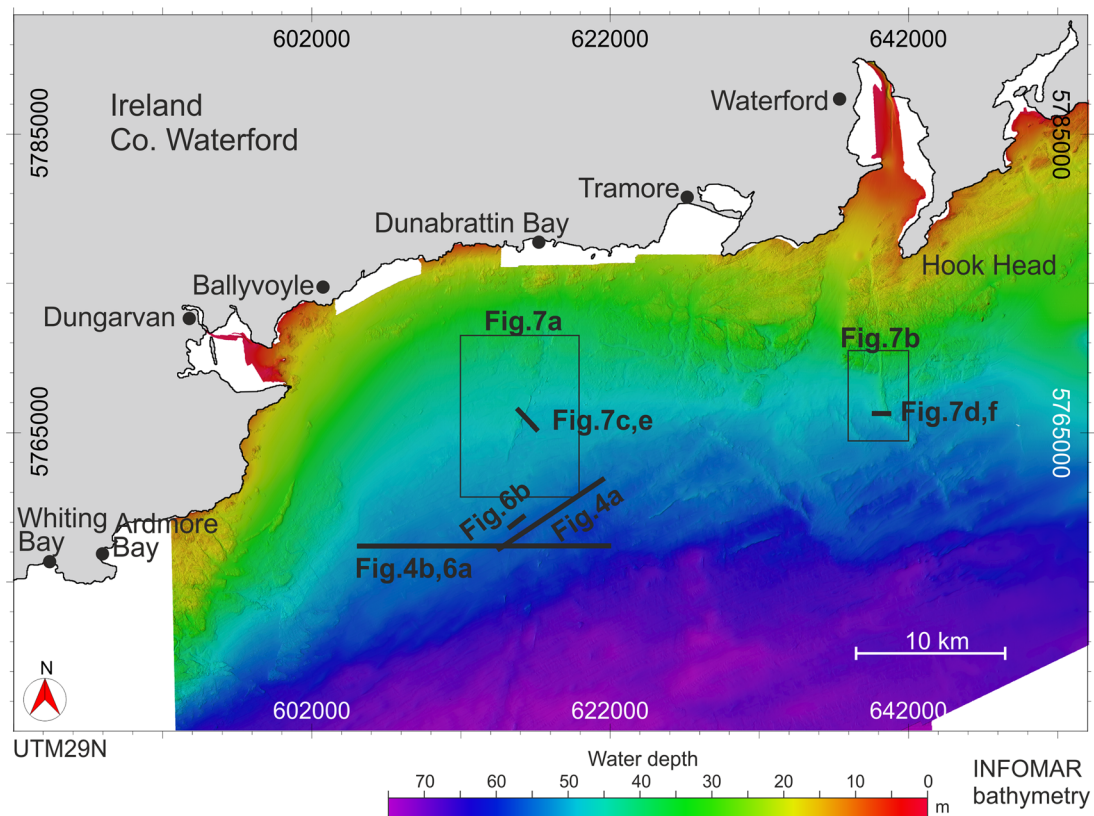 602000
622000
642000
5785000
5785000
Ireland
Co. Waterford
Waterford
Tramore
Dunabrattin Bay
Ballyvoyle
Dungarvan
Hook Head
Fig.7a
Fig.7b
Fig.7c,e
Fig.7d,f
5765000
5765000
Fig.6b
Fig.4a
Whiting
Bay
Ardmore
Bay
Fig.4b,6a
10 km
N
602000
622000
642000
UTM29N
Water depth
70 60 50 40 30 20 10 0
m
INFOMAR
bathymetry